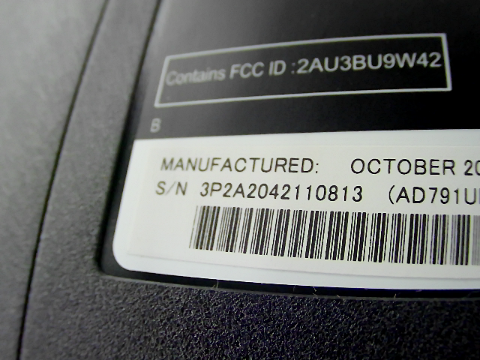 Contains FCC ID :2AU3BU9W42
B
MANUFACTURED: OCTOBER 20
S/N 3P2A2042110813 (AD791U